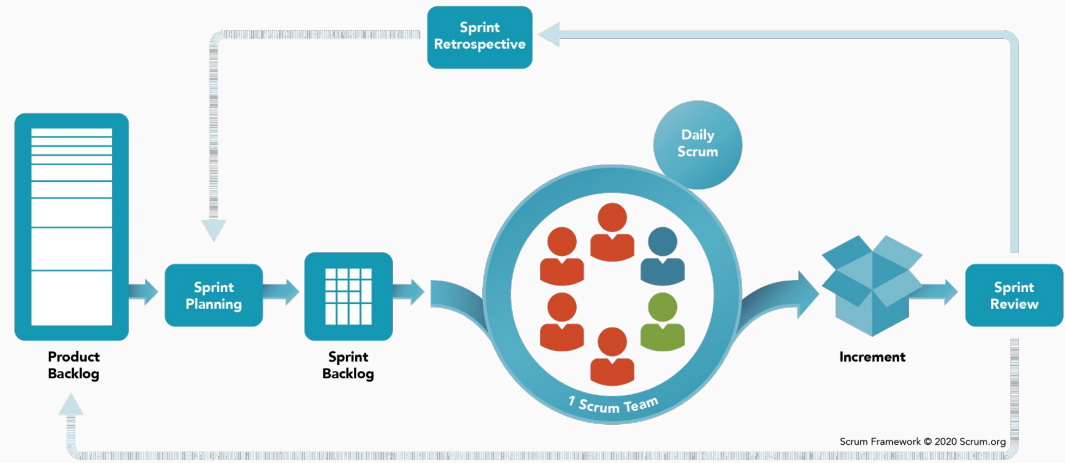 Sprint
Retrospective
Daily
Scrum
Sprint
Planning
Sprint
Review
Product
Backlog
Sprint
Backlog
1 Scrum Team
Increment
Scrum Framework © 2020 Scrum.org